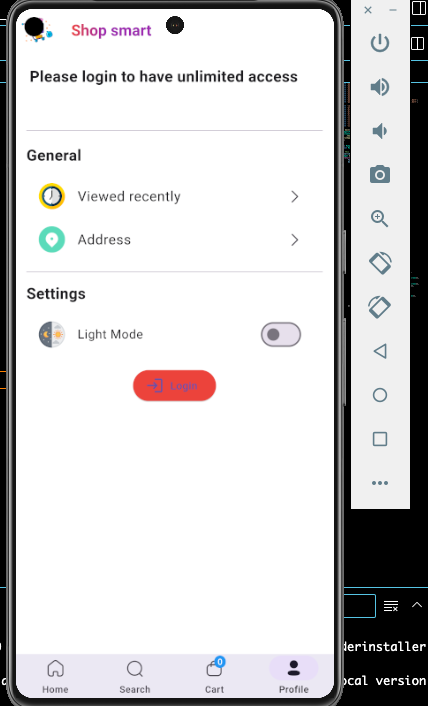 Shop smart
Please login to have unlimited access
General
Viewed recently
Address
Settings
Light Mode
Login
derinstaller
ocal version
0
Home
Search
Cart
Profile